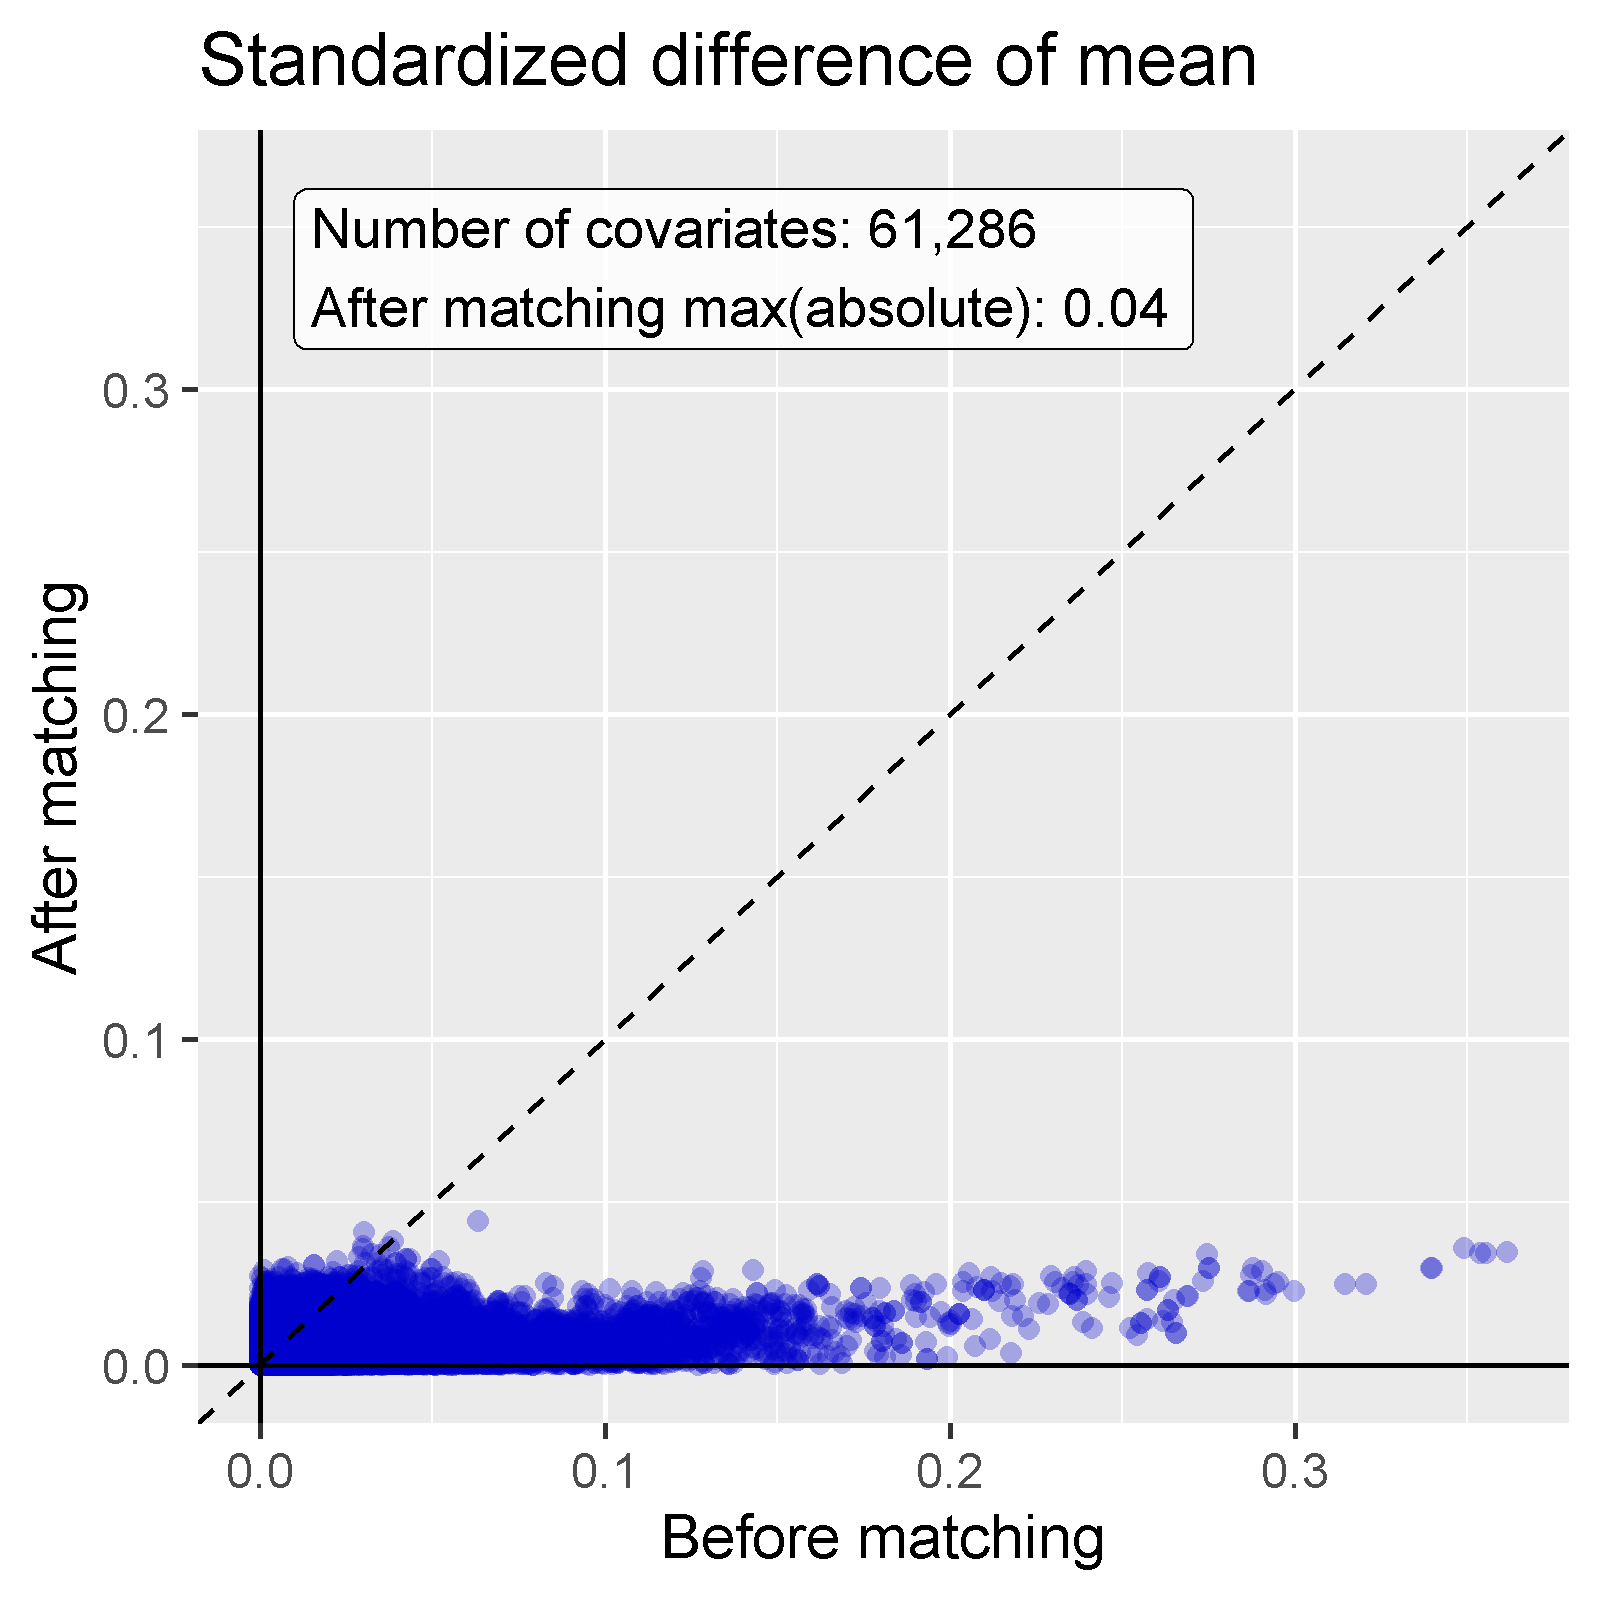 Standardized difference of mean
Number of covariates: 61,286
After matching max(absolute): 0.04
0.3
0.2
0.1
0.0
After matching
0.0 0.1 0.2 0.3
Before matching